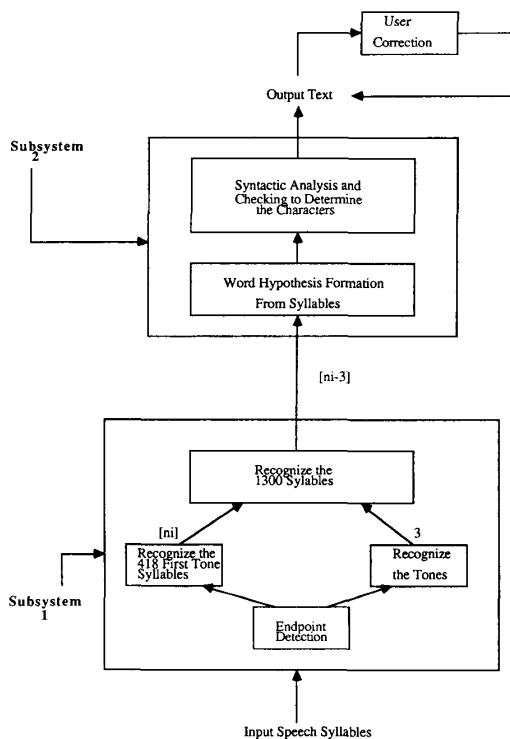 User
Correction
Output Text
Subsystem
2
Syntactic Analysis and
Checking to Determine
the Characters
Word Hypothesis Formation
From Syllables
[ni-3]
Recognize the
1300 Sylables
[ni]
3
Recognize the
418 First Tone
Syllables
Recognize
the Tones
Subsystem
1
Endpoint
Detection
Input Speech Syllables